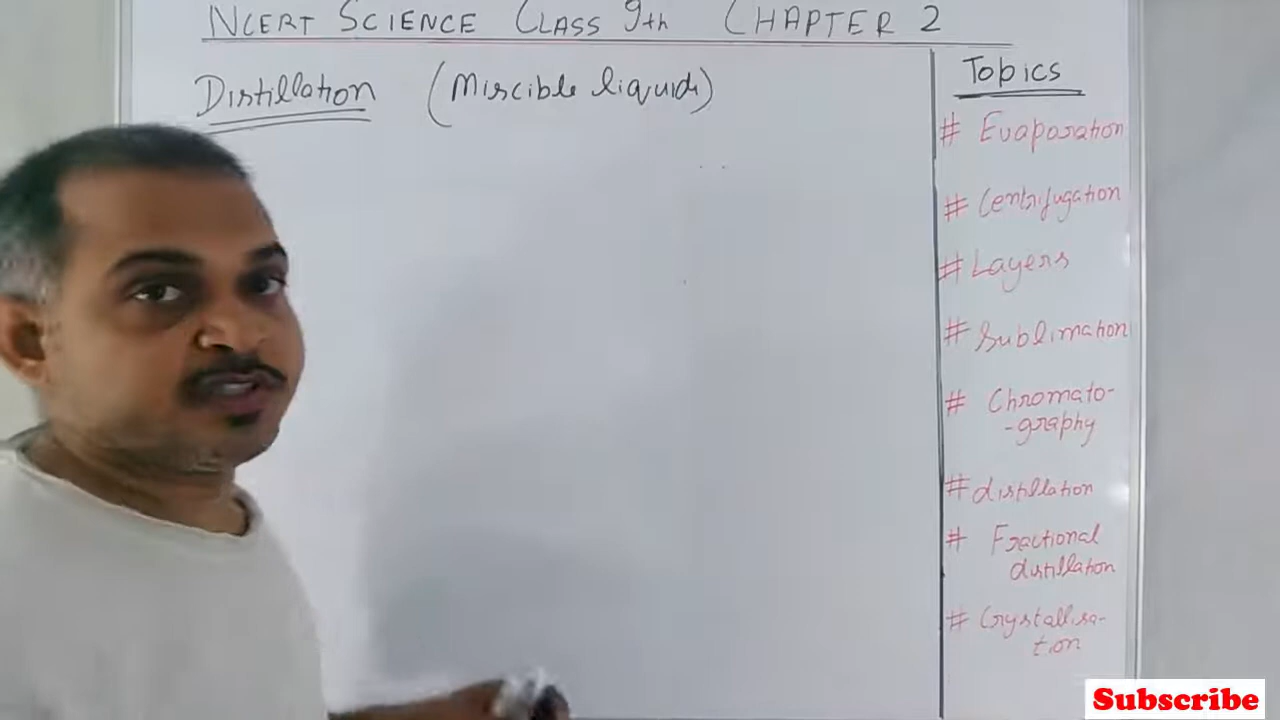 NCERT SCIENCE CLASS 9th CHAPTER 2
Distillation (Miscible liquids)
Topics
# Evaporation
# Centrifugation
# Layers
# Sublimation
# Chromato-
-graphy
# distillation
# Fractional
distillation
# Crystallisa-
tion
Subscribe